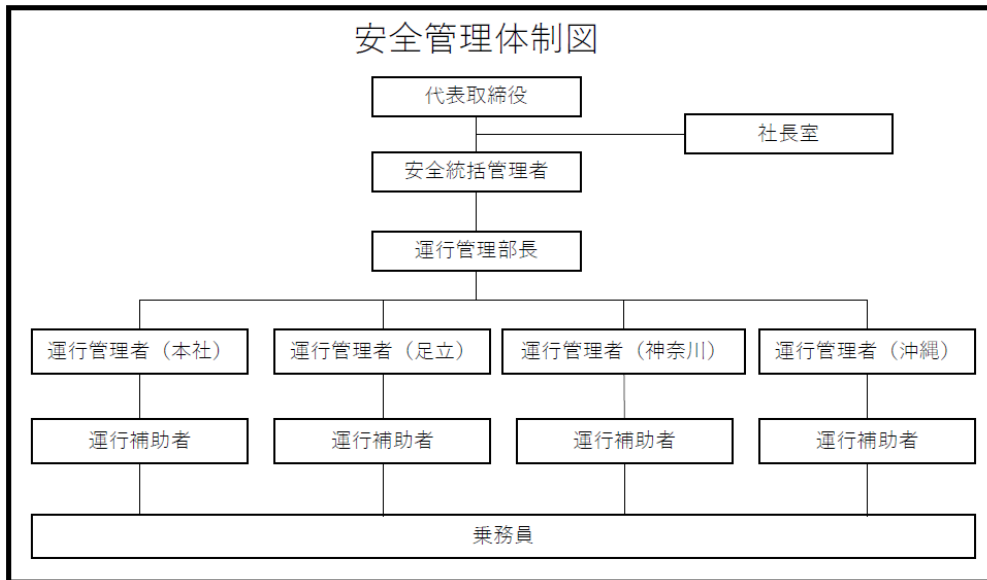 安全管理体制図
代表取締役
社長室
安全統括管理者
運行管理部長
運行管理者（本社）
運行管理者（足立）
運行管理者（神奈川）
運行管理者（沖縄）
運行補助者
運行補助者
運行補助者
運行補助者
乗務員